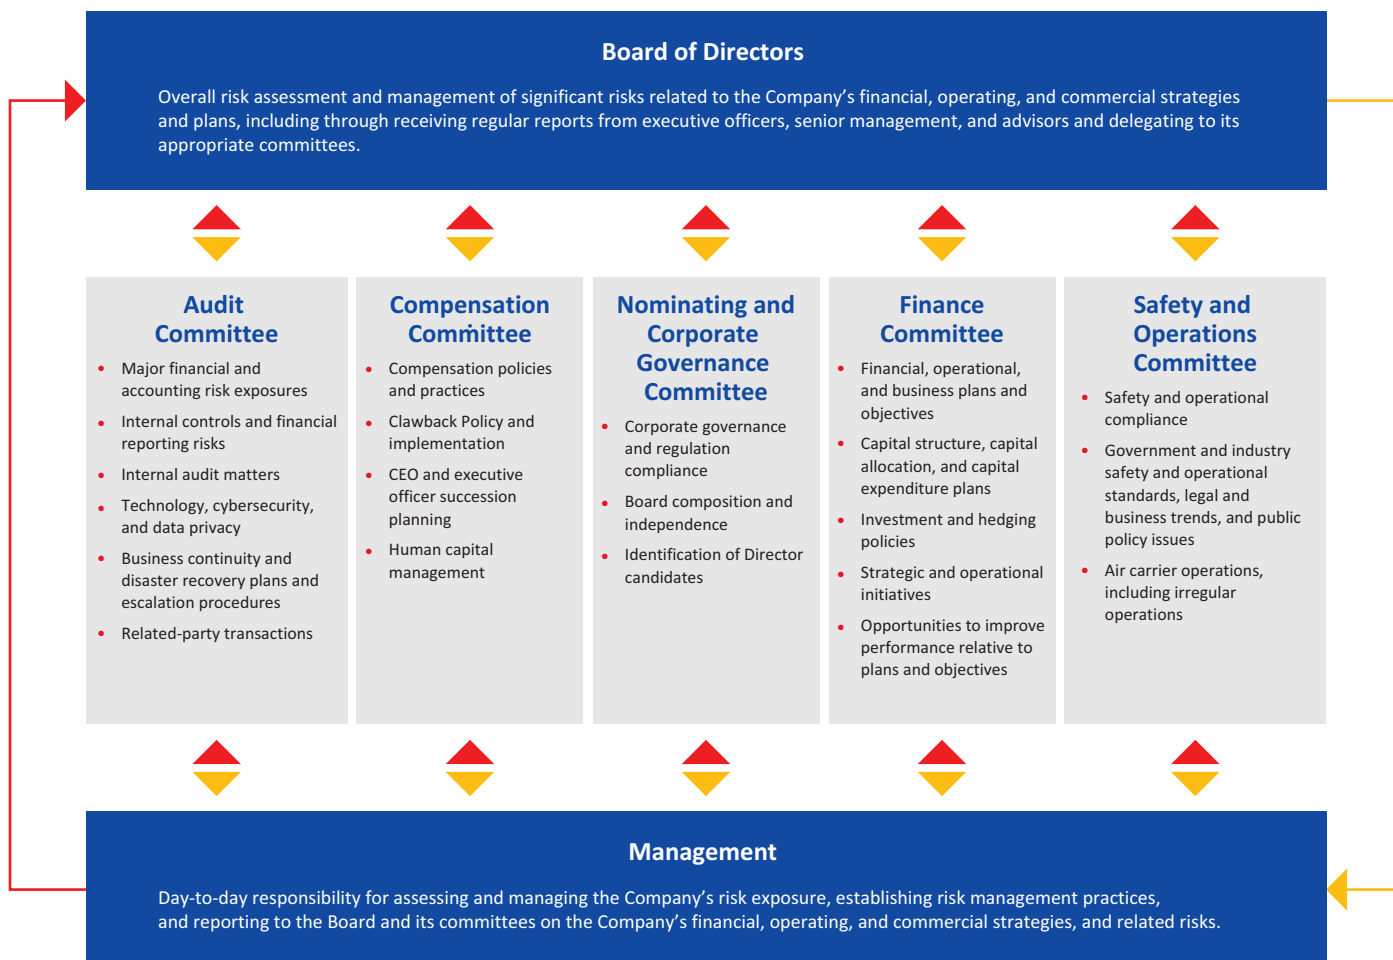 Board of Directors
Overall risk assessment and management of significant risks related to the Company’s financial, operating, and commercial strategies
and plans, including through receiving regular reports from executive officers, senior management, and advisors and delegating to its
appropriate committees.
Audit
Committee
• Major financial and
accounting risk exposures
• Internal controls and financial
reporting risks
• Internal audit matters
• Technology, cybersecurity,
and data privacy
• Business continuity and
disaster recovery plans and
escalation procedures
• Related-party transactions
Compensation
Committee
• Compensation policies
and practices
• Clawback Policy and
implementation
• CEO and executive
officer succession
planning
• Human capital
management
Nominating and
Corporate
Governance
Committee
• Corporate governance
and regulation
compliance
• Board composition and
independence
• Identification of Director
candidates
Finance
Committee
• Financial, operational,
and business plans and
objectives
• Capital structure, capital
allocation, and capital
expenditure plans
• Investment and hedging
policies
• Strategic and operational
initiatives
• Opportunities to improve
performance relative to
plans and objectives
Safety and
Operations
Committee
• Safety and operational
compliance
• Government and industry
safety and operational
standards, legal and
business trends, and public
policy issues
• Air carrier operations,
including irregular
operations
Management
Day-to-day responsibility for assessing and managing the Company’s risk exposure, establishing risk management practices,
and reporting to the Board and its committees on the Company’s financial, operating, and commercial strategies, and related risks.